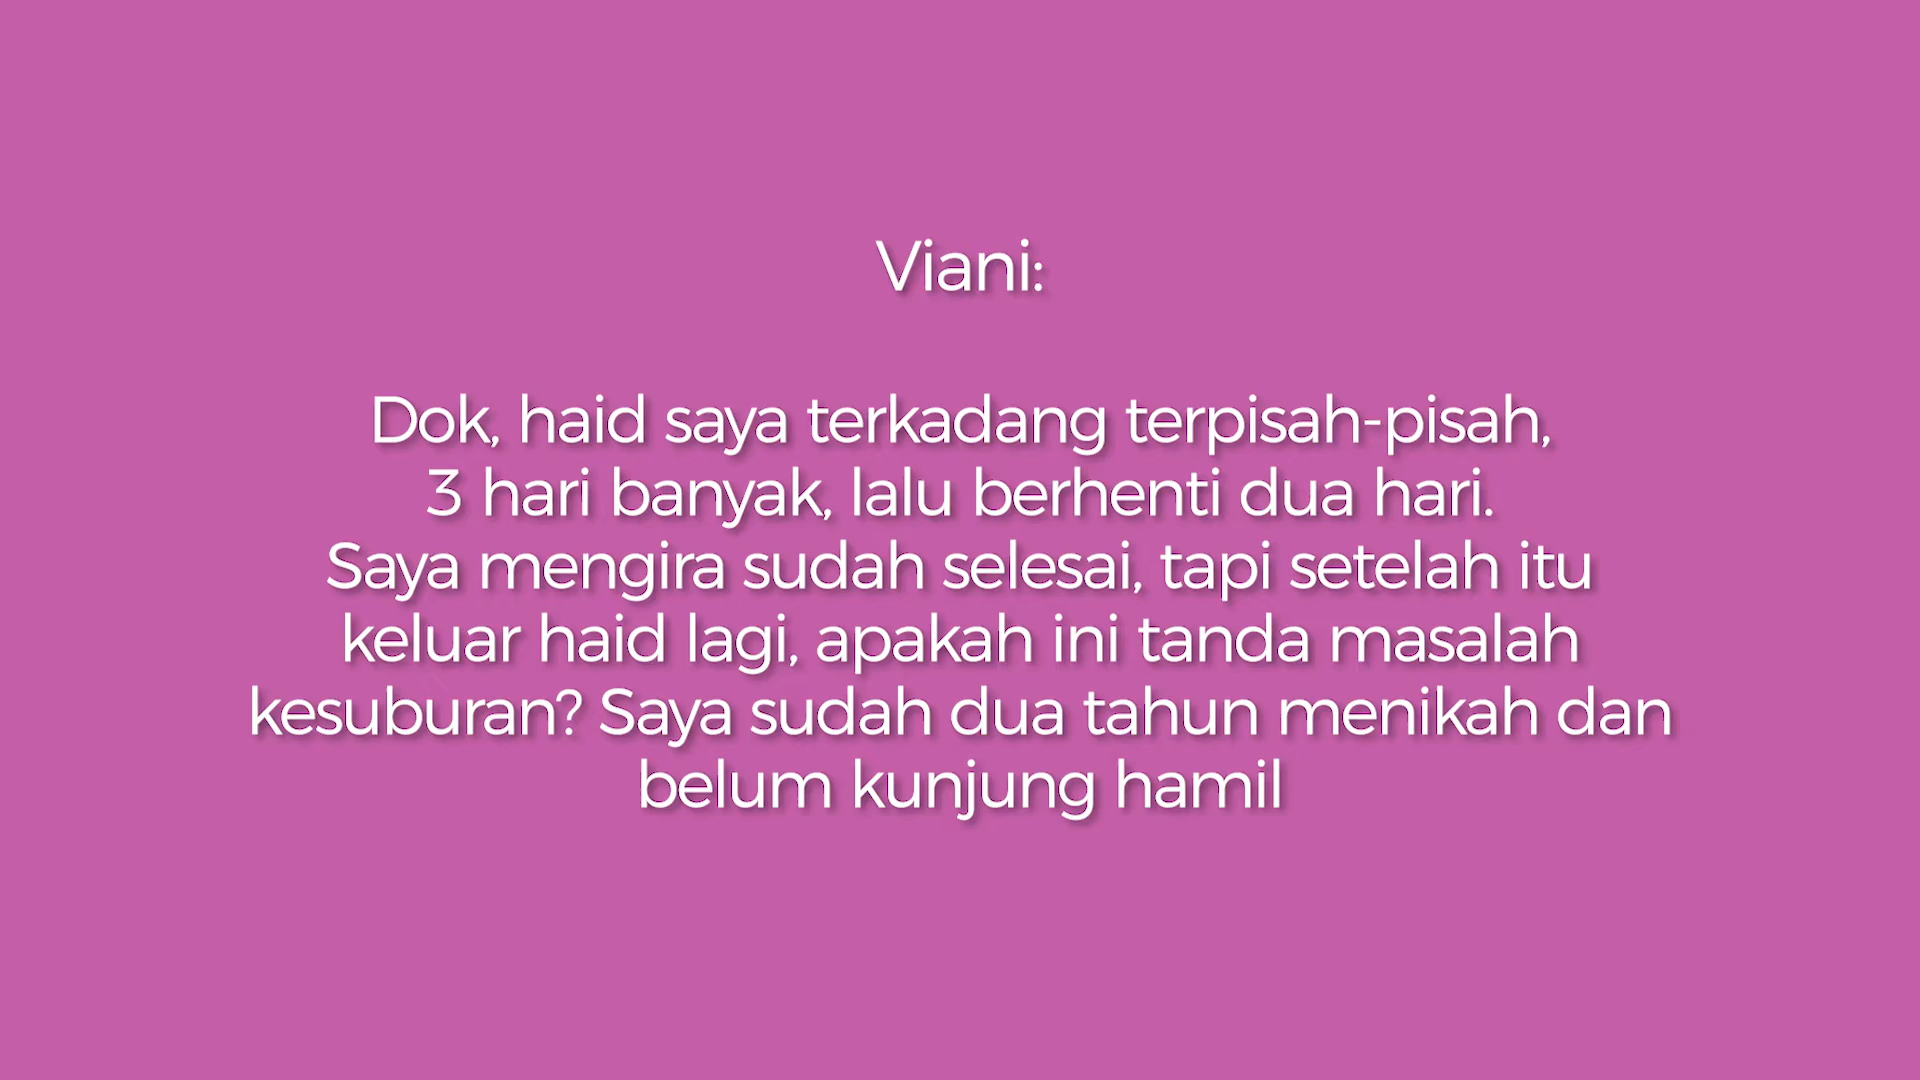 Viani:
Dok, haid saya terkadang terpisah-pisah,
3 hari banyak, lalu berhenti dua hari.
Saya mengira sudah selesai, tapi setelah itu
keluar haid lagi, apakah ini tanda masalah
kesuburan? Saya sudah dua tahun menikah dan
belum kunjung hamil